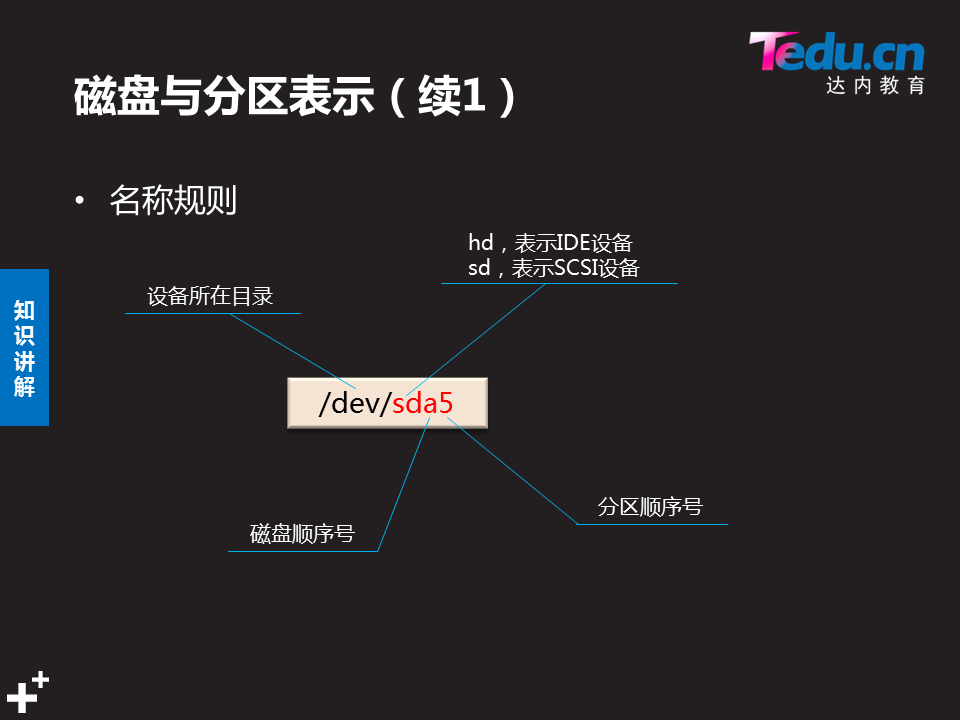 Tedu.cn
达内教育
磁盘与分区表示（续1）
• 名称规则
hd，表示IDE设备
sd，表示SCSI设备
设备所在目录
知识讲解
/dev/sda5
分区顺序号
磁盘顺序号